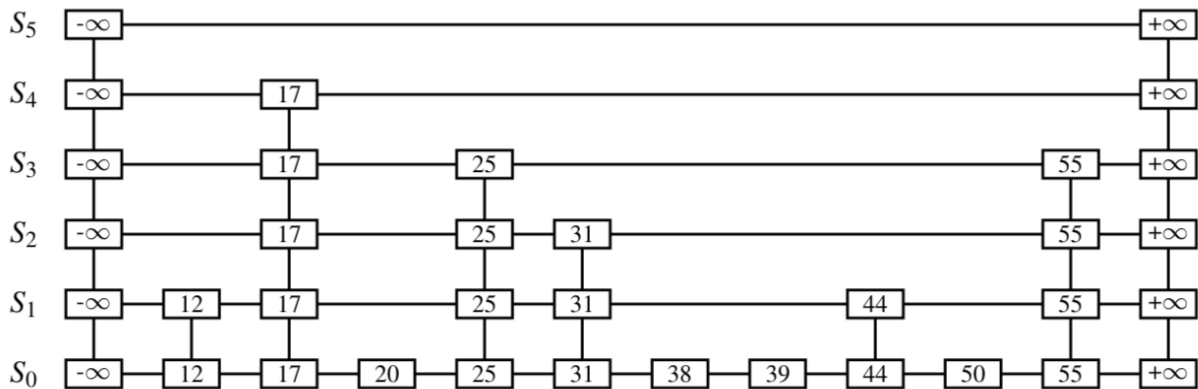 S5 -∞ +∞
S4 -∞ 17 +∞
S3 -∞ 17 25 55 +∞
S2 -∞ 17 25 31 55 +∞
S1 -∞ 12 17 25 31 44 55 +∞
S0 -∞ 12 17 20 25 31 38 39 44 50 55 +∞